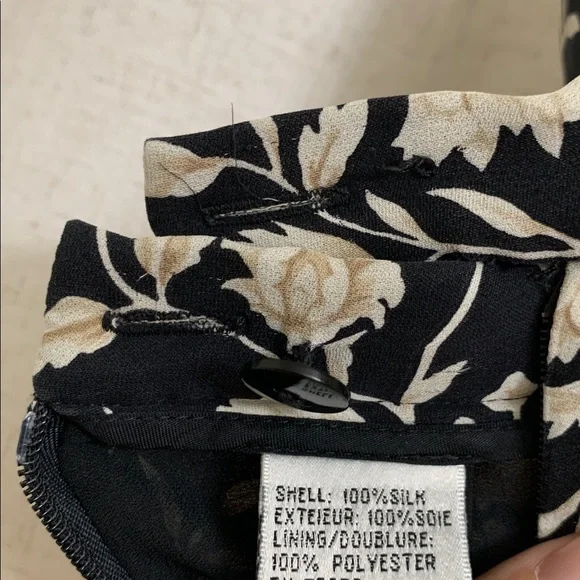 SHELL: 100%SILK
EXTEIEUR: 100%SOIE
LINING/DOUBLURE:
100% POLYESTER